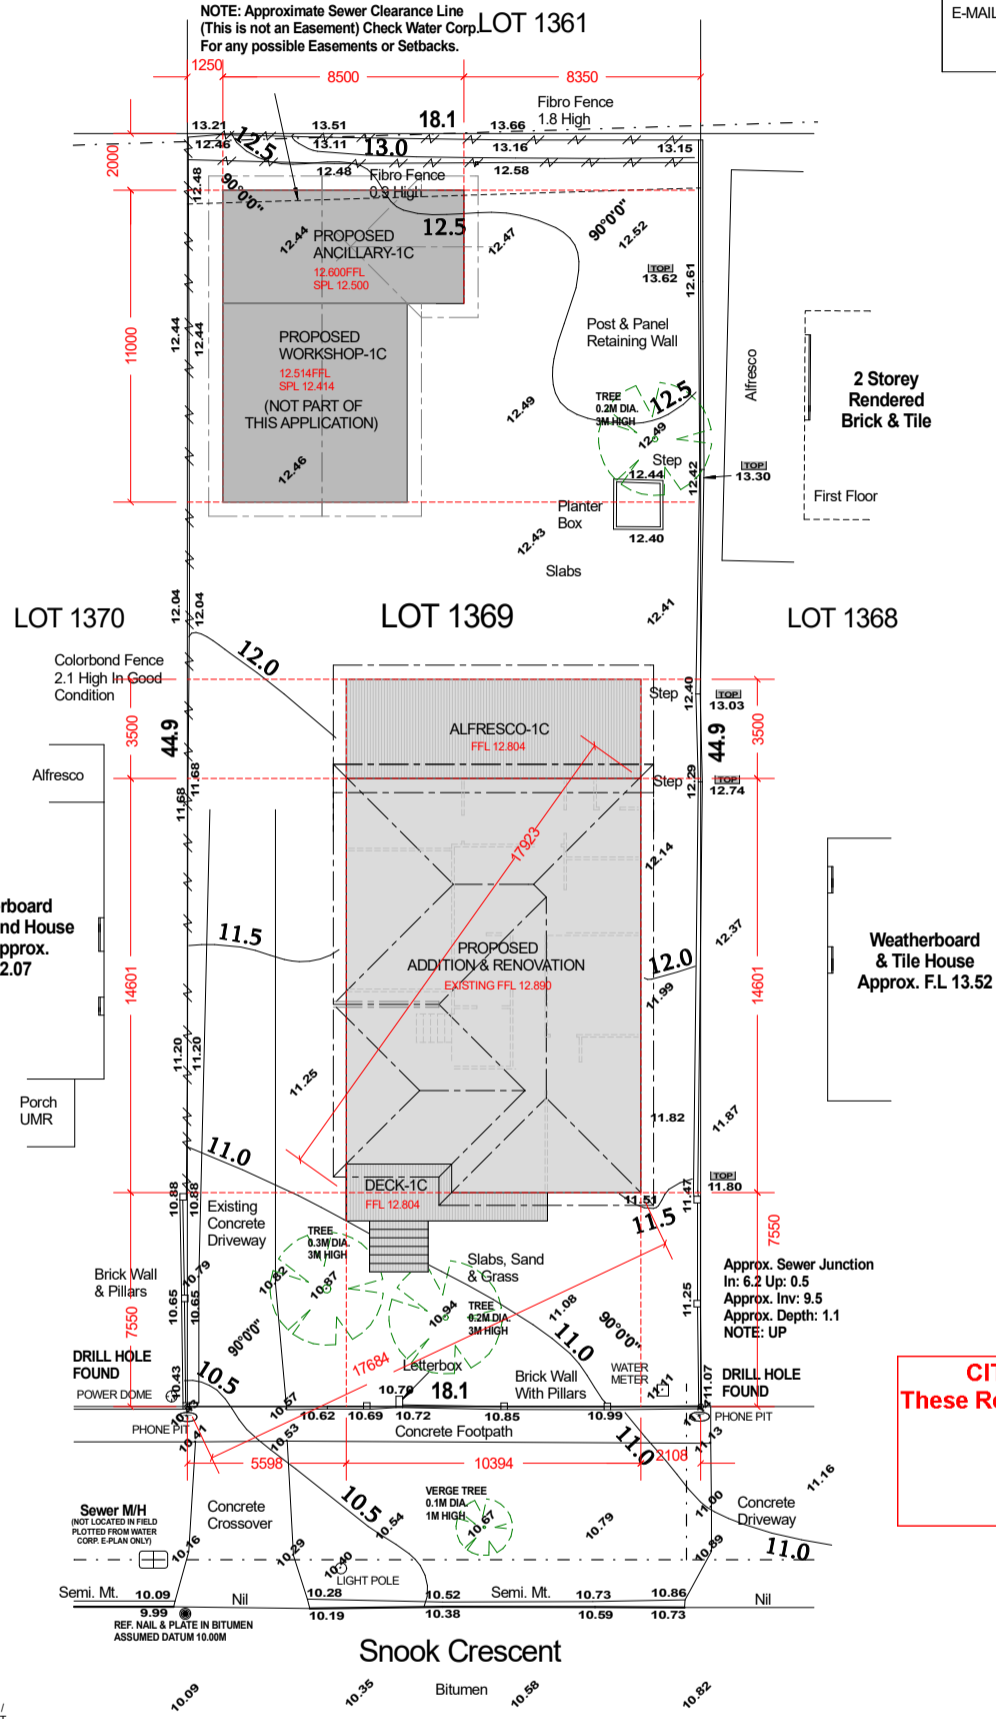 NOTE: Approximate Sewer Clearance Line
(This is not an Easement) Check Water Corp.
For any possible Easements or Setbacks.
LOT 1361
E-MAIL
1250
8500
8350
Fibro Fence
1.8 High
13.21
13.51
18.1
13.66
12.46
12.5
13.11
13.0
13.16
13.15
2000
12.48
12.58
Fibro Fence
0.9 High
12.48
90°0'0"
12.5
PROPOSED
ANCILLARY-1C
12.600FFL
SPL 12.500
12.44
12.47
90°0'0"
12.52
TOP
13.62
12.61
11000
12.44
12.44
PROPOSED
WORKSHOP-1C
12.514FFL
SPL 12.414
(NOT PART OF
THIS APPLICATION)
12.46
Post & Panel
Retaining Wall
Alfresco
2 Storey
Rendered
Brick & Tile
First Floor
TREE
0.2M DIA.
3M HIGH
12.5
12.49
12.49
Step
12.44
12.42
TOP
13.30
Planter
Box
12.40
12.43
Slabs
12.04
12.04
12.41
LOT 1370
LOT 1369
LOT 1368
Colorbond Fence
2.1 High In Good
Condition
12.0
3500
44.9
ALFRESCO-1C
FFL 12.804
Step
12.40
TOP
13.03
44.9
3500
Alfresco
11.68
11.68
Step
12.29
TOP
12.74
17923
12.14
rboard
nd House
pprox.
2.07
11.5
14601
PROPOSED
ADDITION & RENOVATION
EXISTING FFL 12.890
12.37
12.0
11.99
14601
Weatherboard
& Tile House
Approx. F.L 13.52
11.20
11.20
11.25
Porch
UMR
11.82
11.87
11.0
DECK-1C
FFL 12.804
11.51
11.47
11.5
TOP
11.80
10.88
10.88
Existing
Concrete
Driveway
TREE
0.3M DIA.
3M HIGH
10.82
10.87
Slabs, Sand
& Grass
7550
Approx. Sewer Junction
In: 6.2 Up: 0.5
Approx. Inv: 9.5
Approx. Depth: 1.1
NOTE: UP
Brick Wall
& Pillars
10.79
10.65
10.65
7550
90°0'0"
10.94
TREE
0.2M DIA.
3M HIGH
11.08
11.0
90°0'0"
11.25
DRILL HOLE
FOUND
POWER DOME
10.43
10.5
17684
Letterbox
10.70
18.1
Brick Wall
With Pillars
WATER
METER
11.11
11.07
DRILL HOLE
FOUND
PHONE PIT
10.41
10.57
10.53
10.62
10.69
10.72
10.85
10.99
11.0
PHONE PIT
11.13
Concrete Footpath
5598
10394
2108
CIT
These Re
11.16
Sewer M/H
(NOT LOCATED IN FIELD
PLOTTED FROM WATER
CORP. E-PLAN ONLY)
Concrete
Crossover
10.5
10.54
VERGE TREE
0.1M DIA.
1M HIGH
10.67
10.79
11.00
Concrete
Driveway
11.0
10.16
10.29
10.40
LIGHT POLE
10.89
Semi. Mt.
10.09
Nil
10.28
10.52
Semi. Mt.
10.73
10.86
Nil
9.99
10.19
10.38
10.59
10.73
REF. NAIL & PLATE IN BITUMEN
ASSUMED DATUM 10.00M
Snook Crescent
Bitumen
10.09
10.35
10.58
10.82